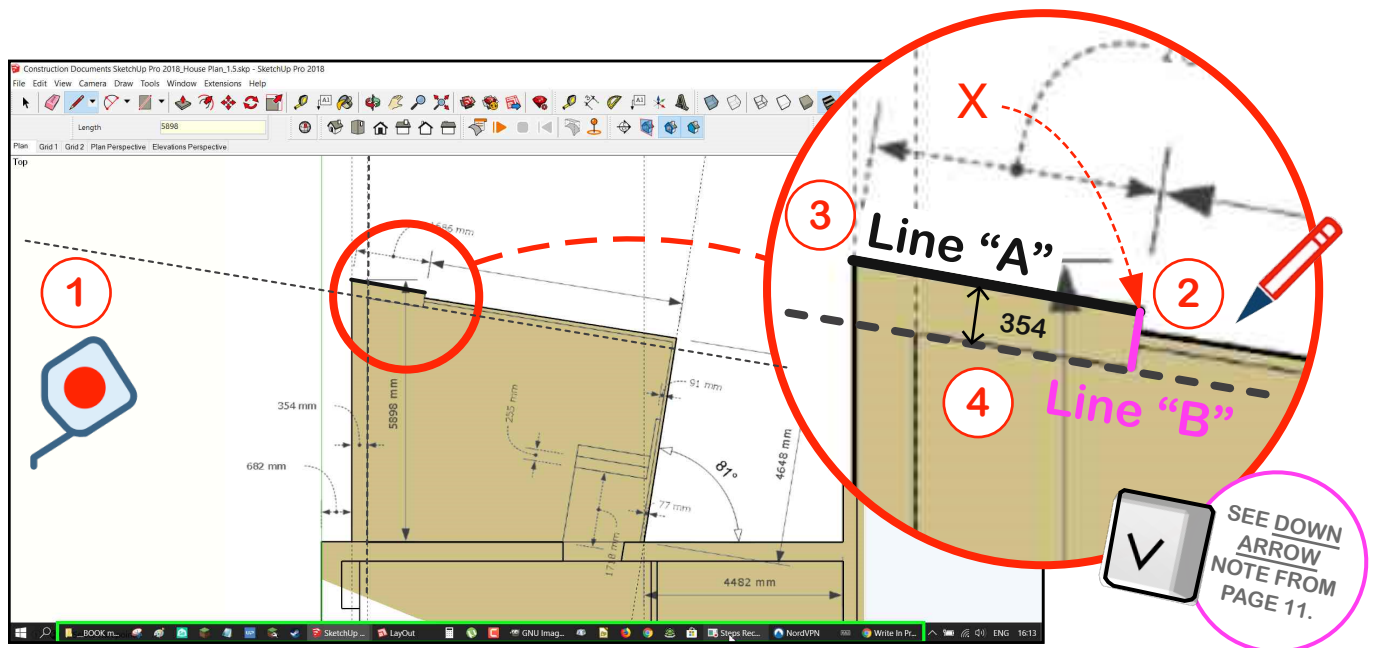 Construction Documents SketchUp Pro 2018_House Plan_1.5.skp - SketchUp Pro 2018
File Edit View Camera Draw Tools Window Extensions Help
Length 5898
Plan Grid 1 Grid 2 Plan Perspective Elevations Perspective
Top
1
354 mm
682 mm
5898 mm
255 mm
91 mm
81°
4648 mm
77 mm
4482 mm
X
3
Line “A”
2
354
4
Line “B”
SEE DOWN
ARROW
NOTE FROM
PAGE 11.
_BOOK m...
SketchUp ...
LayOut
GNU Imag...
Steps Rec...
NordVPN
Write In Pr...
ENG 16:13